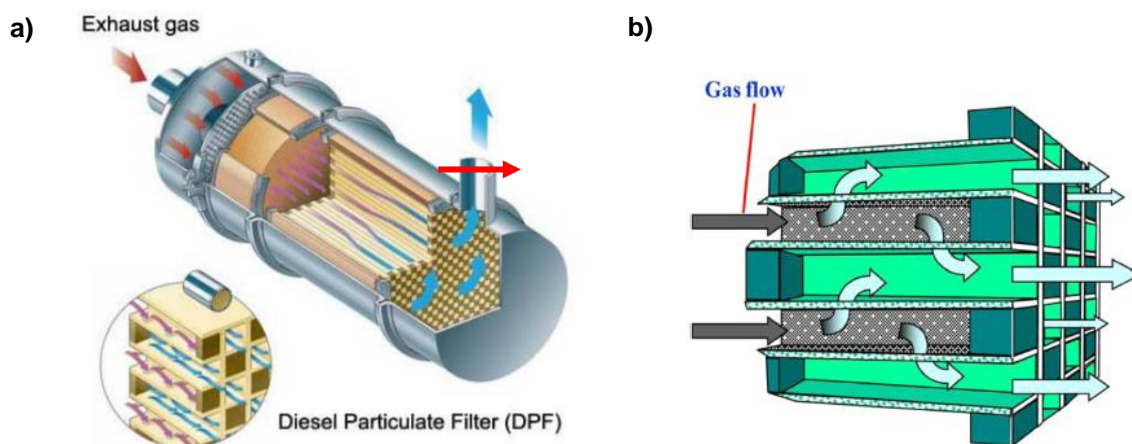 a)
Exhaust gas
Diesel Particulate Filter (DPF)
b)
Gas flow